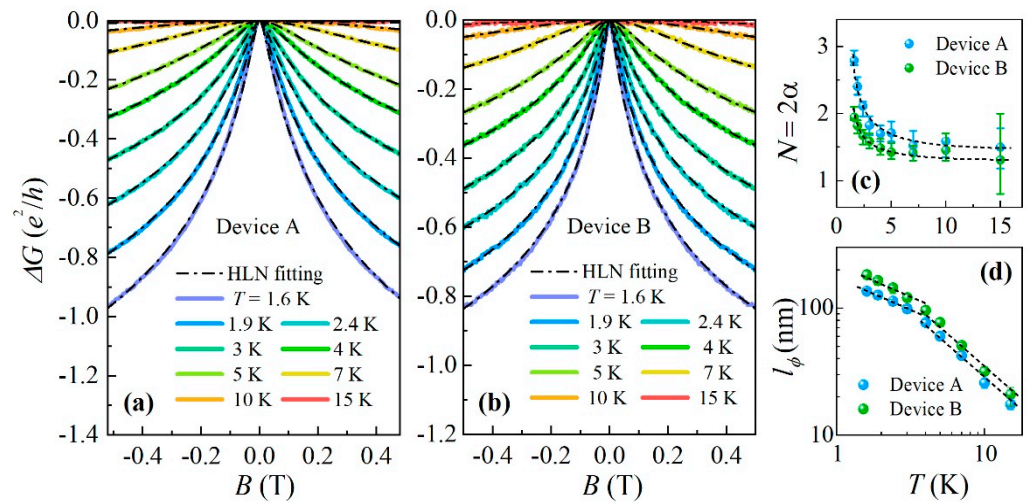 0.0
-0.2
-0.4
-0.6
-0.8
-1.0
-1.2
-1.4
ΔG (e²/h)
Device A
HLN fitting
T = 1.6 K
1.9 K 2.4 K
3 K 4 K
5 K 7 K
10 K 15 K
(a)
-0.4 -0.2 0.0 0.2 0.4
B (T)
0.0
-0.2
-0.4
-0.6
-0.8
-1.0
-1.2
Device B
HLN fitting
T = 1.6 K
1.9 K 2.4 K
3 K 4 K
5 K 7 K
10 K 15 K
(b)
-0.4 -0.2 0.0 0.2 0.4
B (T)
3
2
1
N = 2α
Device A
Device B
(c)
0 5 10 15
(d)
100
10
lϕ (nm)
Device A
Device B
1 10
T (K)